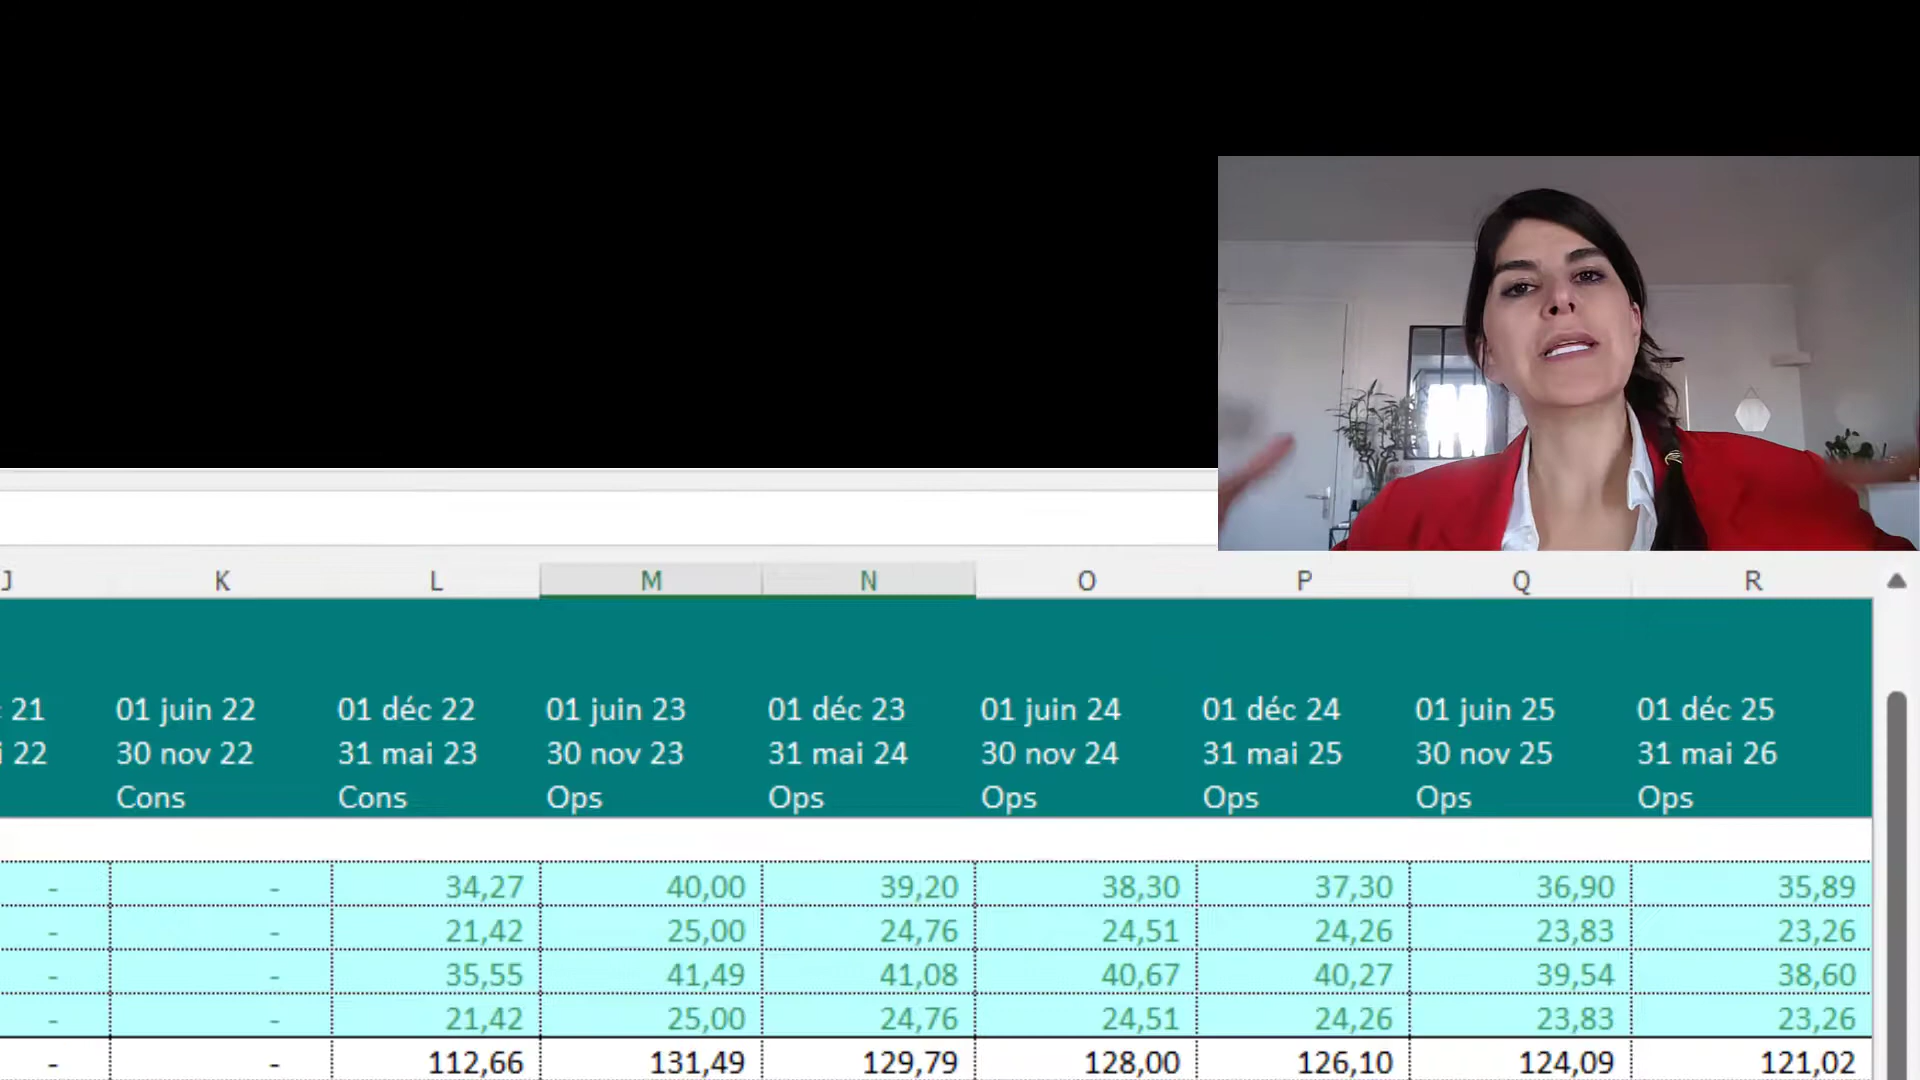 J K L M N O P Q R
21 01 juin 22 01 déc 22 01 juin 23 01 déc 23 01 juin 24 01 déc 24 01 juin 25 01 déc 25
22 30 nov 22 31 mai 23 30 nov 23 31 mai 24 30 nov 24 31 mai 25 30 nov 25 31 mai 26
Cons Cons Ops Ops Ops Ops Ops Ops
- - 34,27 40,00 39,20 38,30 37,30 36,90 35,89
- - 21,42 25,00 24,76 24,51 24,26 23,83 23,26
- - 35,55 41,49 41,08 40,67 40,27 39,54 38,60
- - 21,42 25,00 24,76 24,51 24,26 23,83 23,26
- - 112,66 131,49 129,79 128,00 126,10 124,09 121,02